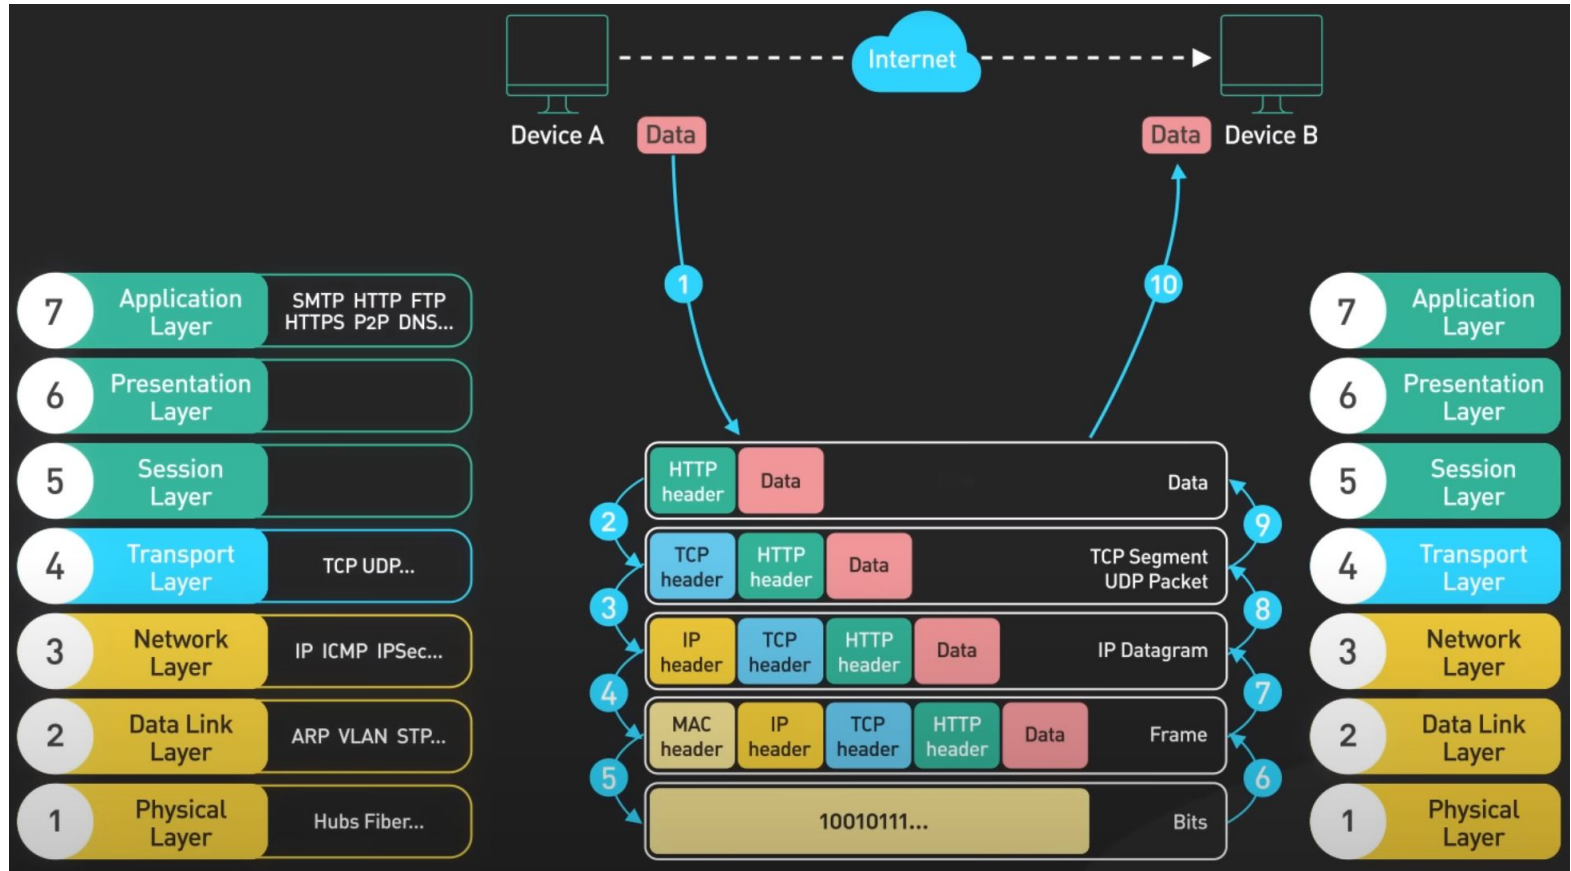 Internet
Device A
Data
Data
Device B
1
10
7
Application
Layer
SMTP HTTP FTP
HTTPS P2P DNS...
6
Presentation
Layer
5
Session
Layer
4
Transport
Layer
TCP UDP...
3
Network
Layer
IP ICMP IPSec...
2
Data Link
Layer
ARP VLAN STP...
1
Physical
Layer
Hubs Fiber...
HTTP
header
Data
Data
2
9
TCP
header
HTTP
header
Data
TCP Segment
UDP Packet
3
8
IP
header
TCP
header
HTTP
header
Data
IP Datagram
4
7
MAC
header
IP
header
TCP
header
HTTP
header
Data
Frame
5
6
10010111...
Bits
7
Application
Layer
6
Presentation
Layer
5
Session
Layer
4
Transport
Layer
3
Network
Layer
2
Data Link
Layer
1
Physical
Layer